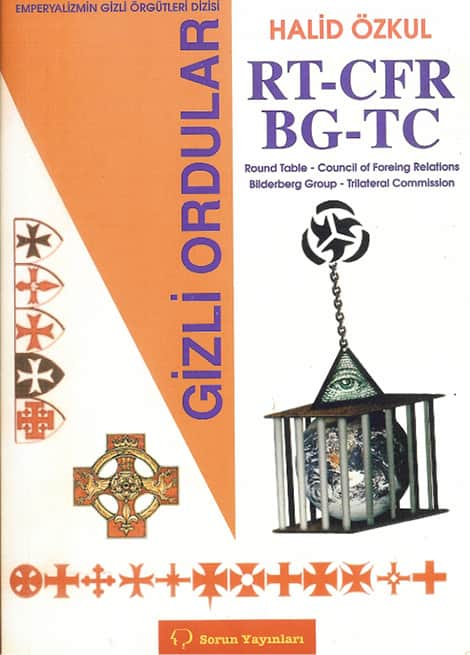 EMPERYALİZMİN GİZLİ ÖRGÜTLERİ DİZİSİ
GİZLİ ORDULAR
HALİD ÖZKUL
RT-CFR
BG-TC
Round Table - Council of Foreing Relations
Bilderberg Group - Trilateral Commission
Sorun Yayınları